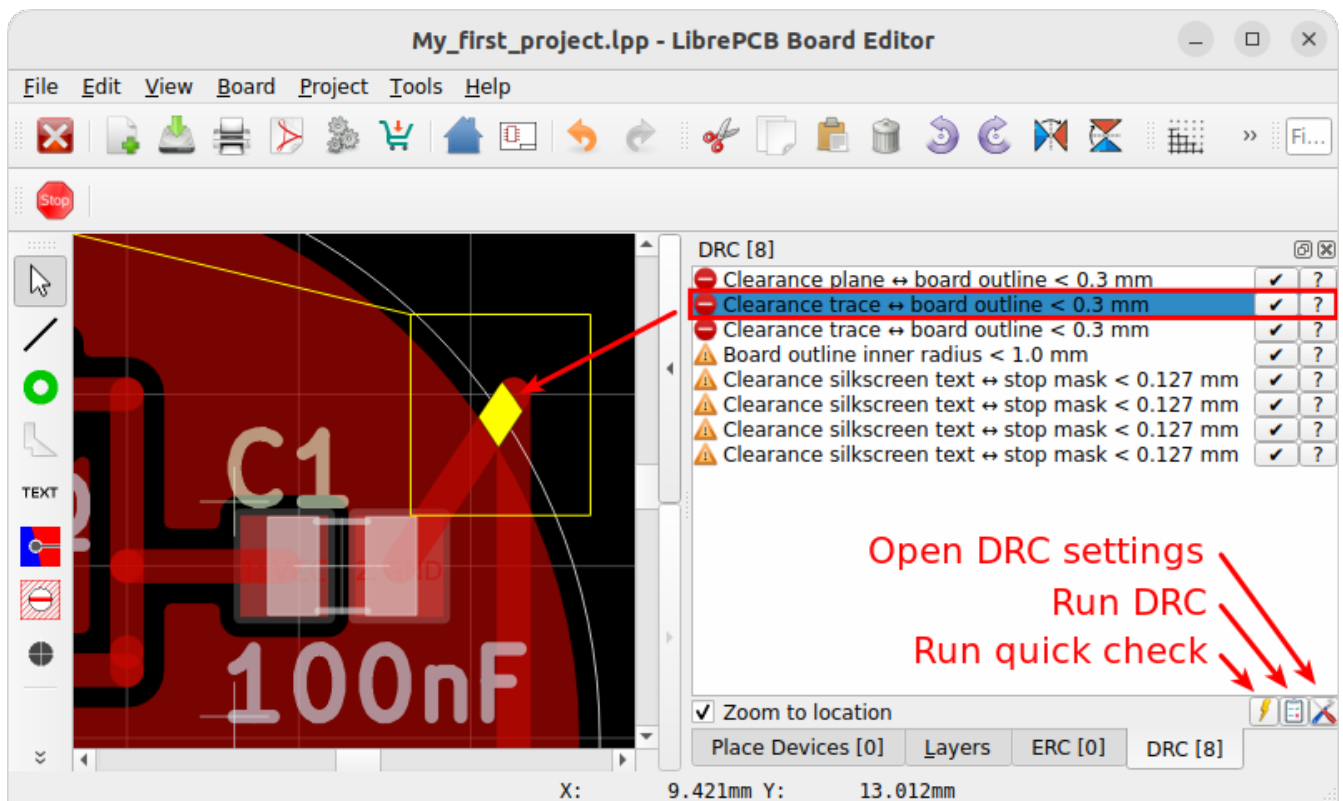 My_first_project.lpp - LibrePCB Board Editor
File Edit View Board Project Tools Help
» Fi...
Stop
DRC [8]
Clearance plane ↔ board outline < 0.3 mm ✔ ?
Clearance trace ↔ board outline < 0.3 mm ✔ ?
Clearance trace ↔ board outline < 0.3 mm ✔ ?
Board outline inner radius < 1.0 mm ✔ ?
Clearance silkscreen text ↔ stop mask < 0.127 mm ✔ ?
Clearance silkscreen text ↔ stop mask < 0.127 mm ✔ ?
Clearance silkscreen text ↔ stop mask < 0.127 mm ✔ ?
Clearance silkscreen text ↔ stop mask < 0.127 mm ✔ ?
C1
TEXT
GND
100nF
Open DRC settings
Run DRC
Run quick check
Zoom to location
Place Devices [0] Layers ERC [0] DRC [8]
X: 9.421mm Y: 13.012mm